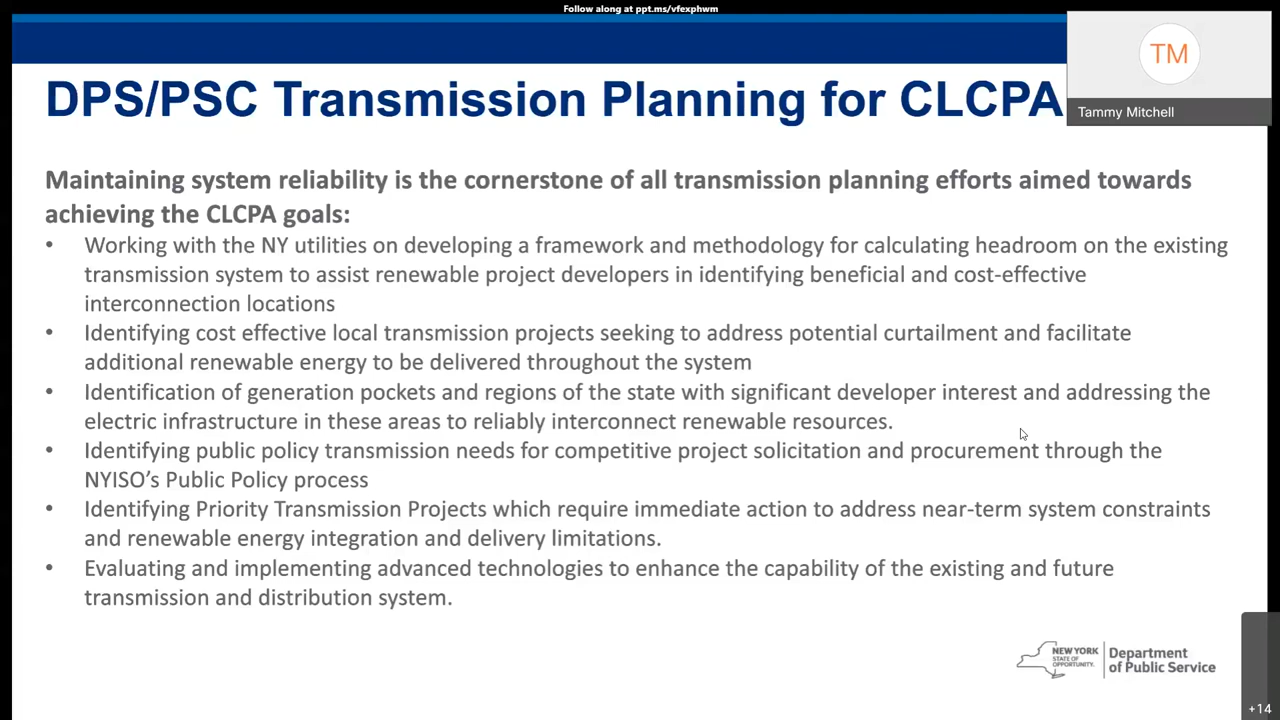 Follow along at ppt.ms/vfexphwm
DPS/PSC Transmission Planning for CLCPA
TM
Tammy Mitchell
Maintaining system reliability is the cornerstone of all transmission planning efforts aimed towards
achieving the CLCPA goals:
• Working with the NY utilities on developing a framework and methodology for calculating headroom on the existing
transmission system to assist renewable project developers in identifying beneficial and cost-effective
interconnection locations
• Identifying cost effective local transmission projects seeking to address potential curtailment and facilitate
additional renewable energy to be delivered throughout the system
• Identification of generation pockets and regions of the state with significant developer interest and addressing the
electric infrastructure in these areas to reliably interconnect renewable resources.
• Identifying public policy transmission needs for competitive project solicitation and procurement through the
NYISO’s Public Policy process
• Identifying Priority Transmission Projects which require immediate action to address near-term system constraints
and renewable energy integration and delivery limitations.
• Evaluating and implementing advanced technologies to enhance the capability of the existing and future
transmission and distribution system.
NEW YORK
STATE OF
OPPORTUNITY.
Department
of Public Service
+14